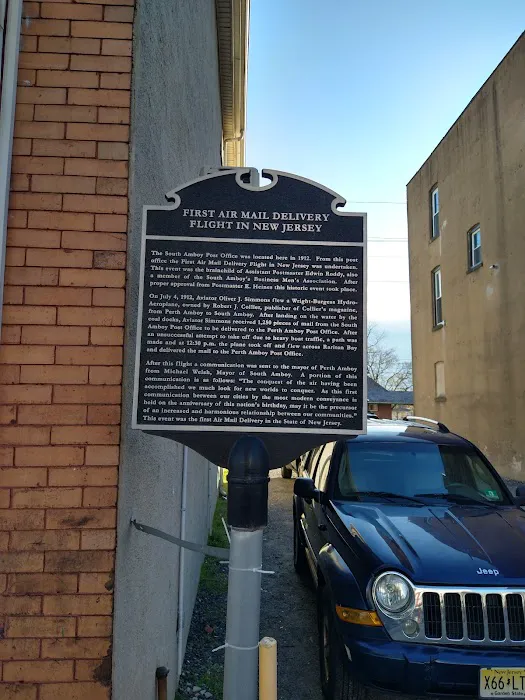 FIRST AIR MAIL DELIVERY
FLIGHT IN NEW JERSEY
The South Amboy Post Office was located here in 1912. From this post
office the First Air Mail Delivery Flight in New Jersey was undertaken.
This event was the brainchild of Assistant Postmaster Edwin Roddy, also
a member of the South Amboy's Business Men's Association. After
proper approval from Postmaster K. Heines this historic event took place.
On July 4, 1912, Aviator Oliver J. Simmons flew a Wright-Burgess Hydro-
Aeroplane, owned by Robert J. Collier, publisher of Collier's magazine,
from Perth Amboy to South Amboy. After landing on the water by the
coal docks, Aviator Simmons received 1,250 pieces of mail from the South
Amboy Post Office to be delivered to the Perth Amboy Post Office. After
an unsuccessful attempt to take off due to heavy boat traffic, a path was
made and at 12:30 p.m. the plane took off and flew across Raritan Bay
and delivered the mail to the Perth Amboy Post Office.
After this flight a communication was sent to the mayor of Perth Amboy
from Michael Welsh, Mayor of South Amboy. A portion of this
communication is as follows: "The conquest of the air having been
accomplished we much look for new worlds to conquer. As this first
communication between our cities by the most modern conveyance is
held on the anniversary of this nation's birthday, may it be the precursor
of an increased and harmonious relationship between our communities."
This event was the first Air Mail Delivery in the State of New Jersey.
Jeep
New Jersey
X66